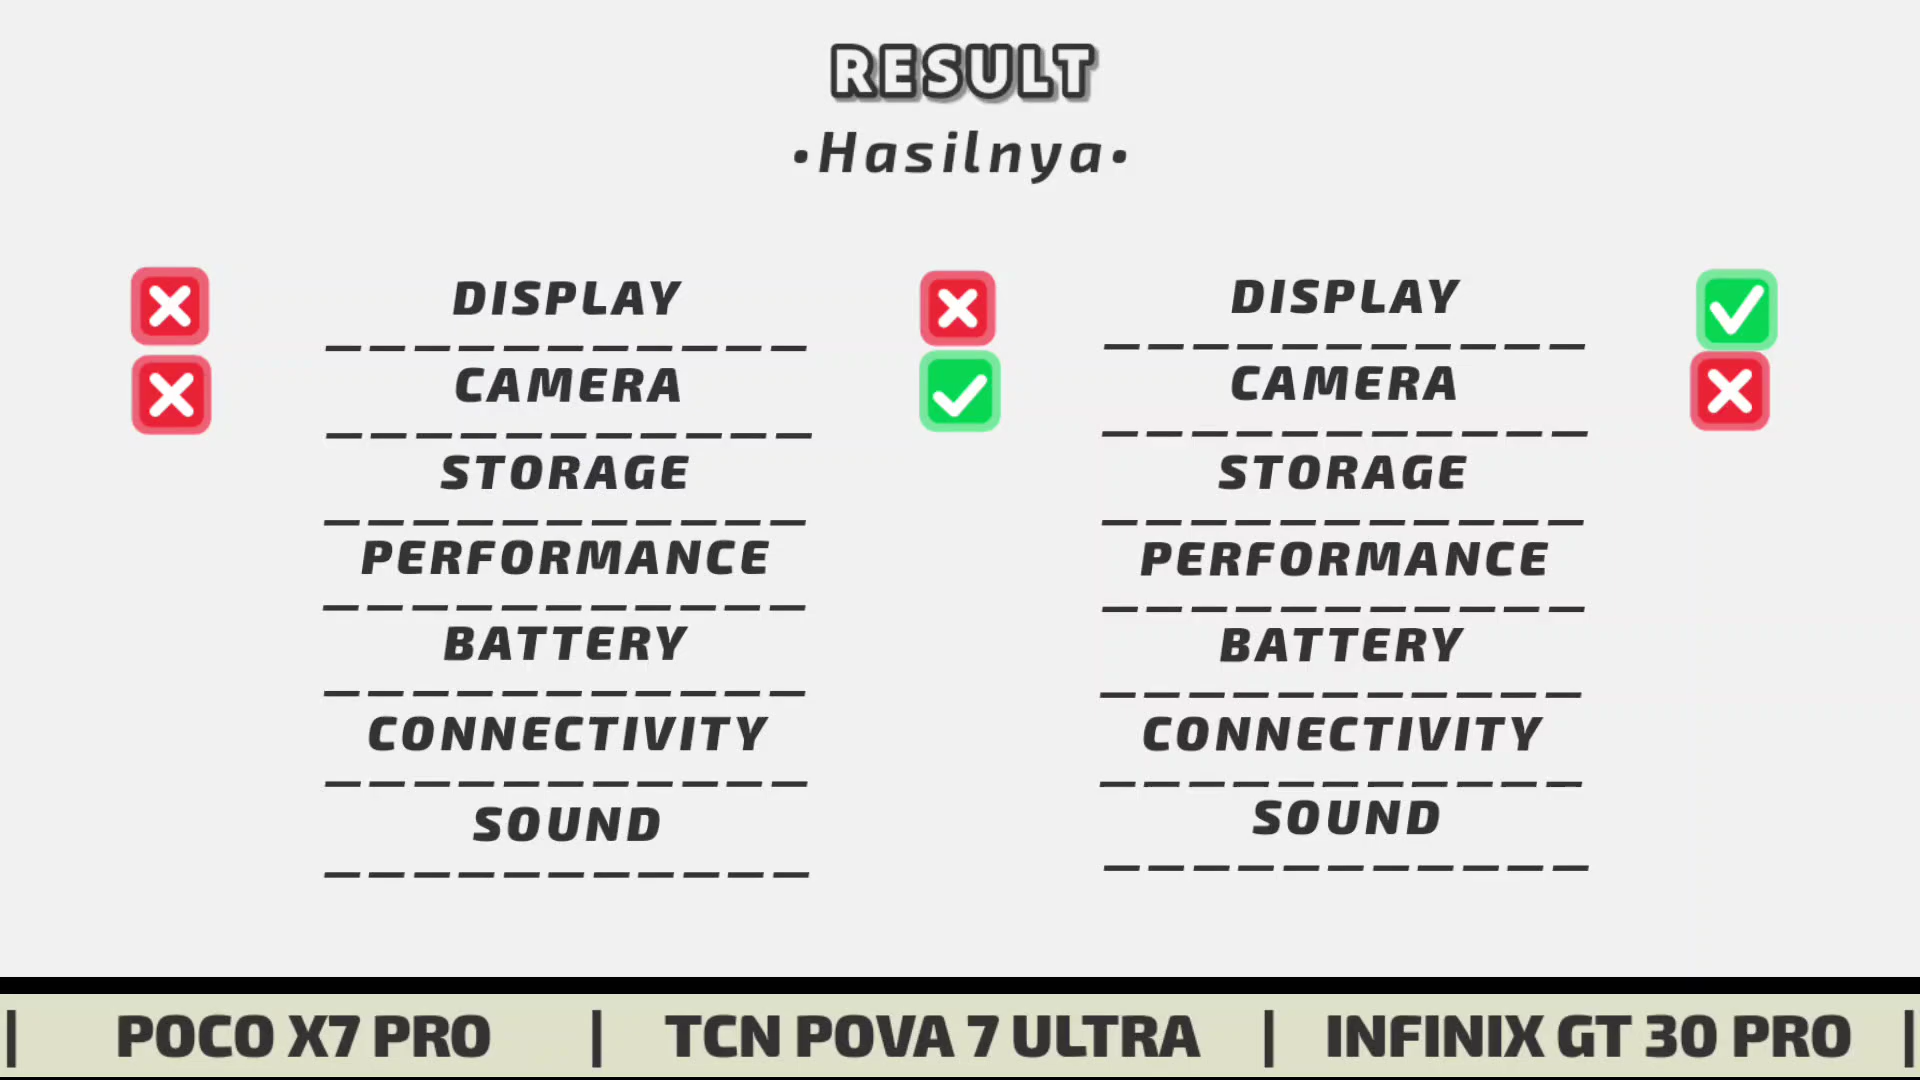 RESULT
•Hasilnya•
DISPLAY DISPLAY
CAMERA CAMERA
STORAGE STORAGE
PERFORMANCE PERFORMANCE
BATTERY BATTERY
CONNECTIVITY CONNECTIVITY
SOUND SOUND
| POCO X7 PRO | TCN POVA 7 ULTRA | INFINIX GT 30 PRO |